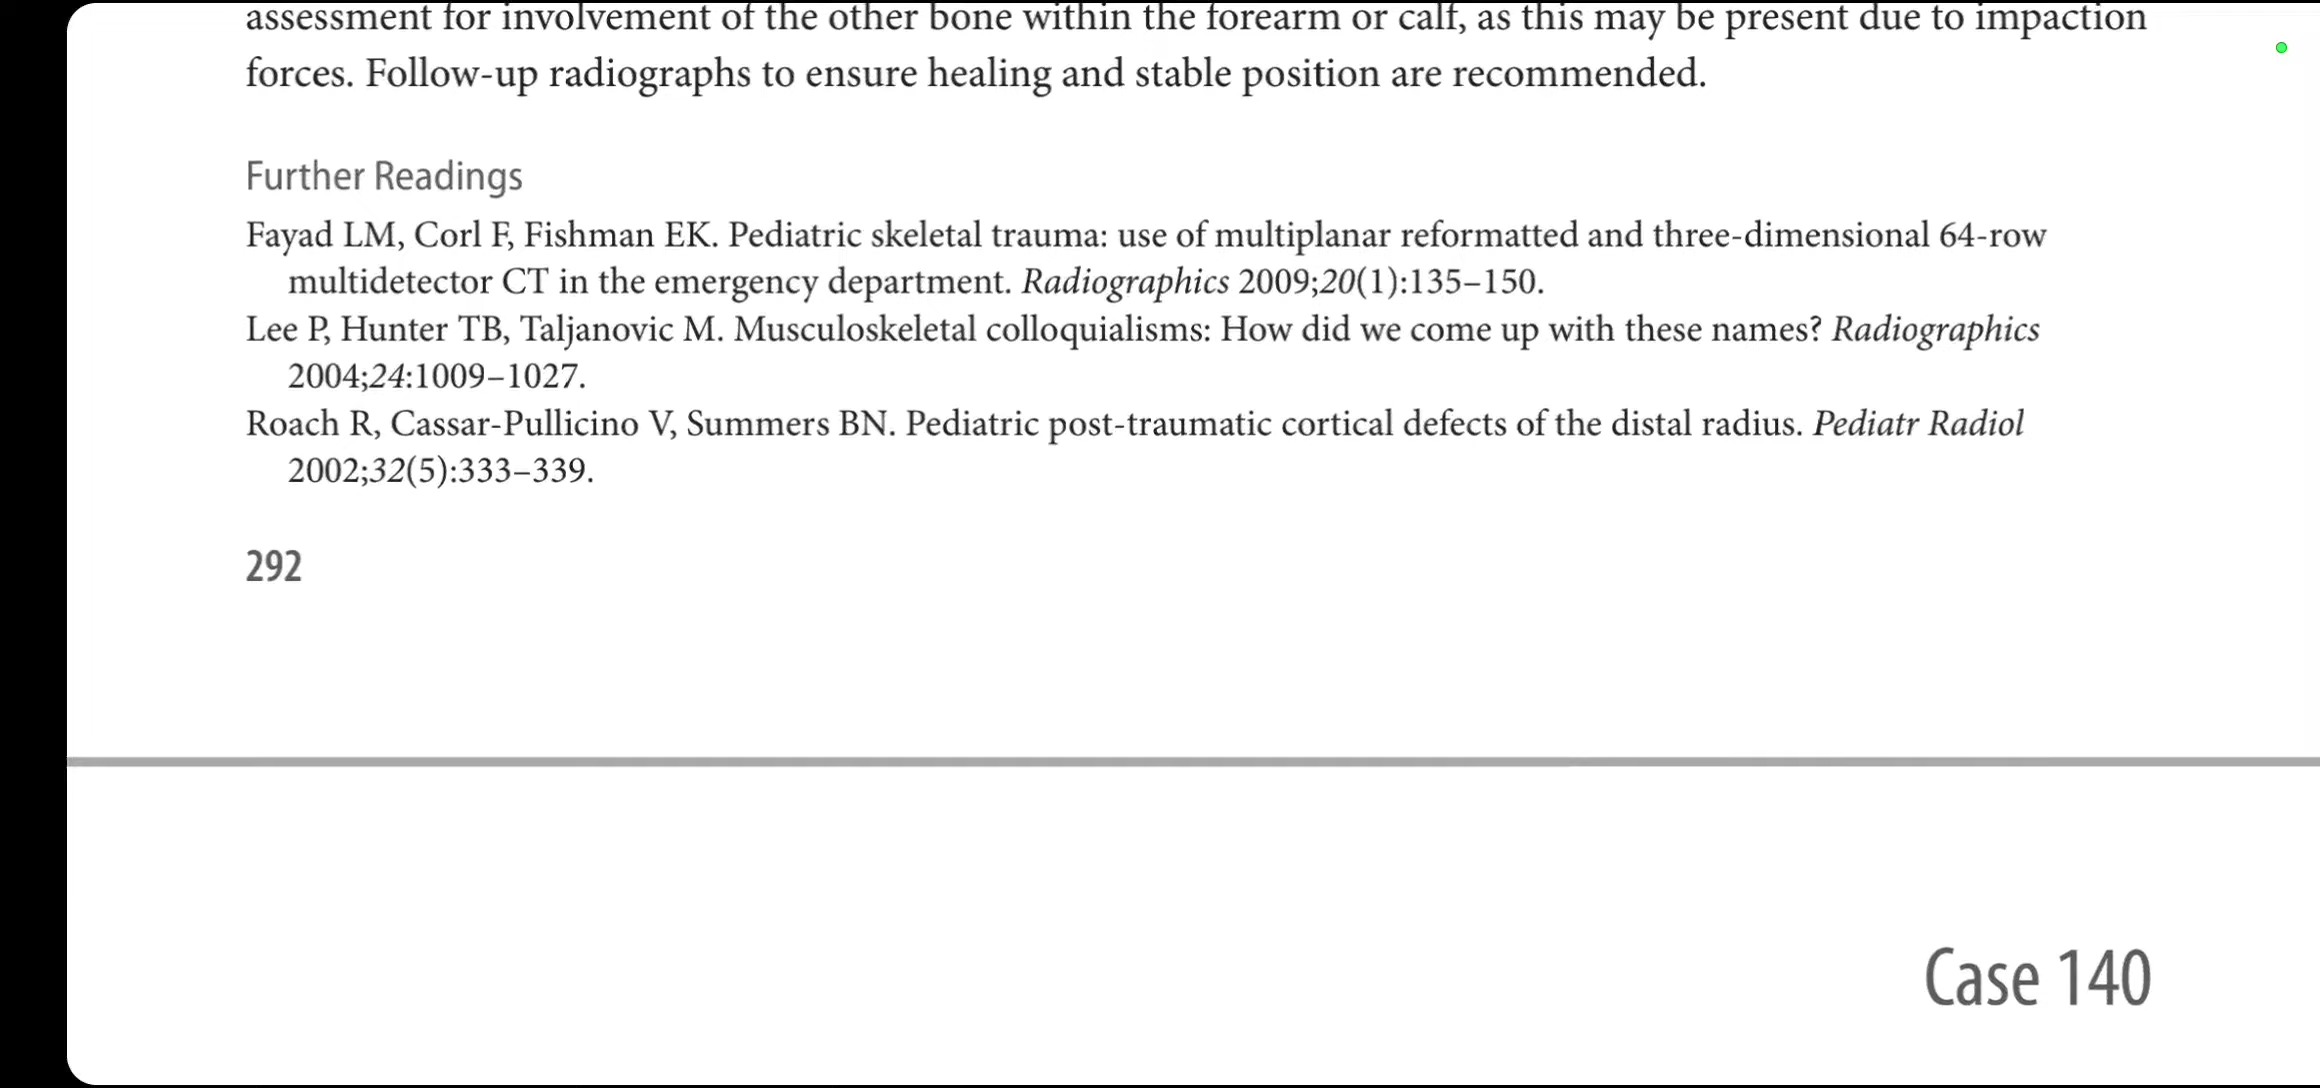 assessment for involvement of the other bone within the forearm or calf, as this may be present due to impaction
forces. Follow-up radiographs to ensure healing and stable position are recommended.
Further Readings
Fayad LM, Corl F, Fishman EK. Pediatric skeletal trauma: use of multiplanar reformatted and three-dimensional 64-row
multidetector CT in the emergency department. Radiographics 2009;20(1):135–150.
Lee P, Hunter TB, Taljanovic M. Musculoskeletal colloquialisms: How did we come up with these names? Radiographics
2004;24:1009–1027.
Roach R, Cassar-Pullicino V, Summers BN. Pediatric post-traumatic cortical defects of the distal radius. Pediatr Radiol
2002;32(5):333–339.
292
Case 140